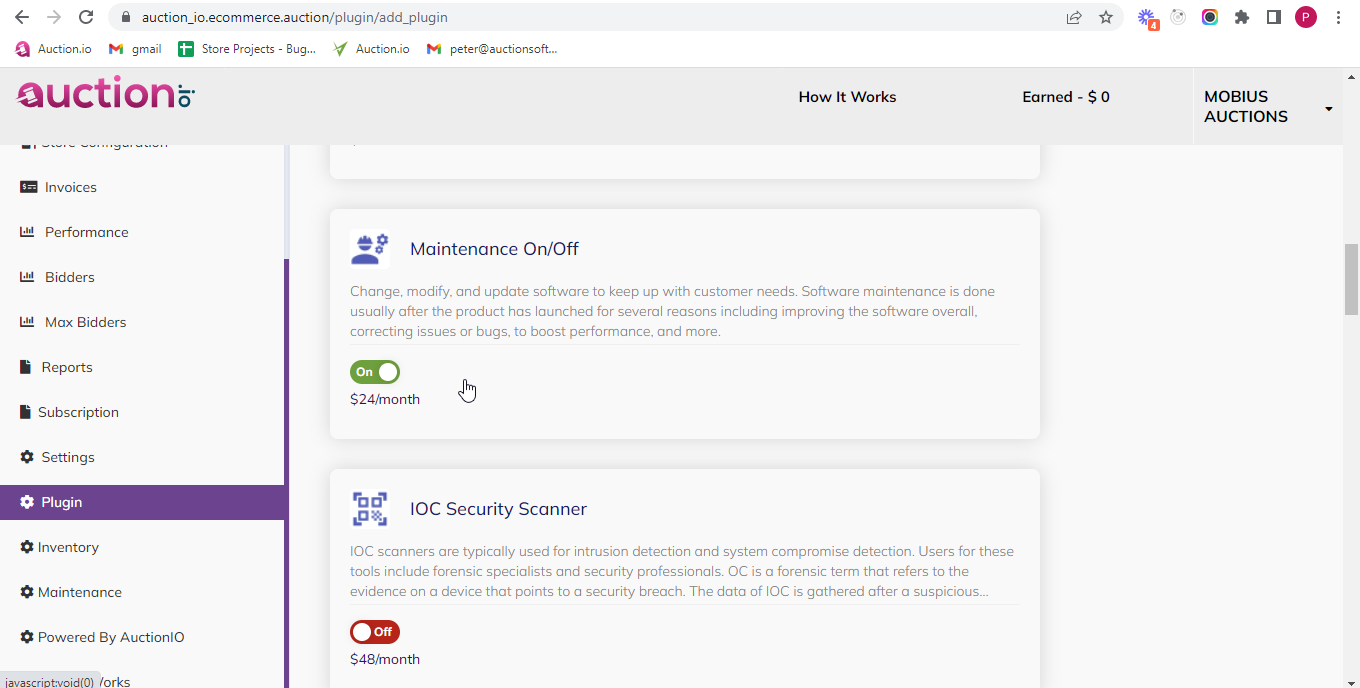 auction_io.ecommerce.auction/plugin/add_plugin
4
P
Auction.io
gmail
Store Projects - Bug...
Auction.io
peter@auctionsoft...
auction.io
How It Works
Earned - $ 0
MOBIUS
AUCTIONS
Store Configuration
Invoices
Performance
Bidders
Max Bidders
Reports
Subscription
Settings
Plugin
Inventory
Maintenance
Powered By AuctionIO
Works
javascript:void(0)
Maintenance On/Off
Change, modify, and update software to keep up with customer needs. Software maintenance is done
usually after the product has launched for several reasons including improving the software overall,
correcting issues or bugs, to boost performance, and more.
On
$24/month
IOC Security Scanner
IOC scanners are typically used for intrusion detection and system compromise detection. Users for these
tools include forensic specialists and security professionals. OC is a forensic term that refers to the
evidence on a device that points to a security breach. The data of IOC is gathered after a suspicious...
Off
$48/month